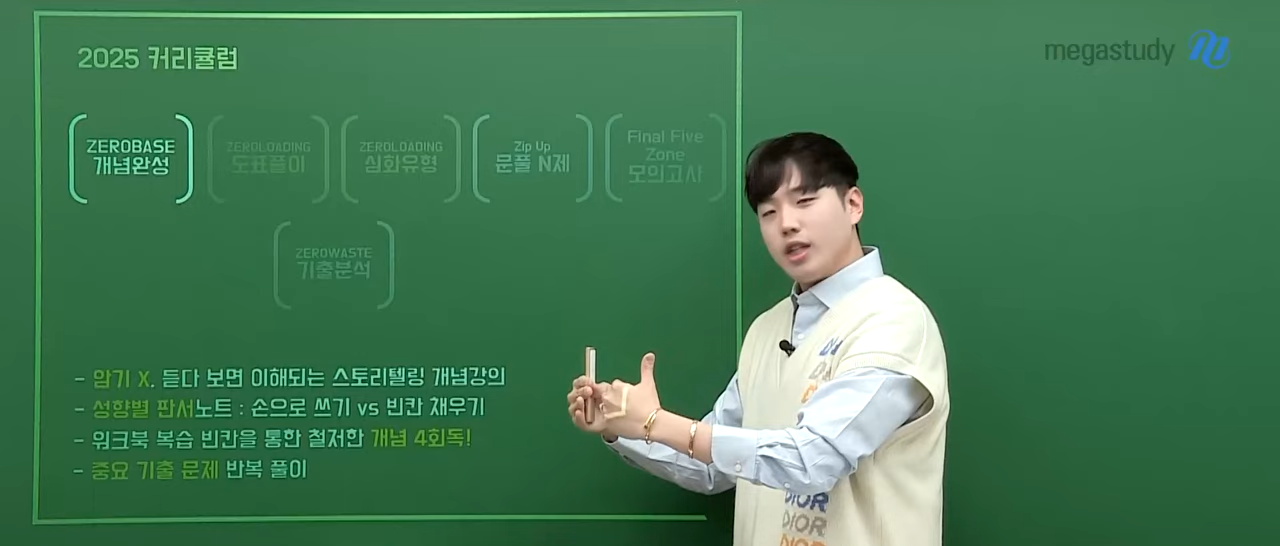 2025 커리큘럼
megastudy
ZEROBASE
개념완성
ZEROLOADING
도표풀이
ZEROLOADING
심화유형
Zip Up
문풀 N제
Final Five
Zone
모의고사
ZEROWASTE
기출분석
- 암기 X. 듣다 보면 이해되는 스토리텔링 개념강의
- 성향별 판서노트 : 손으로 쓰기 vs 빈칸 채우기
- 워크북 복습 빈칸을 통한 철저한 개념 4회독!
- 중요 기출 문제 반복 풀이
DIOR
DIOR
DIOR